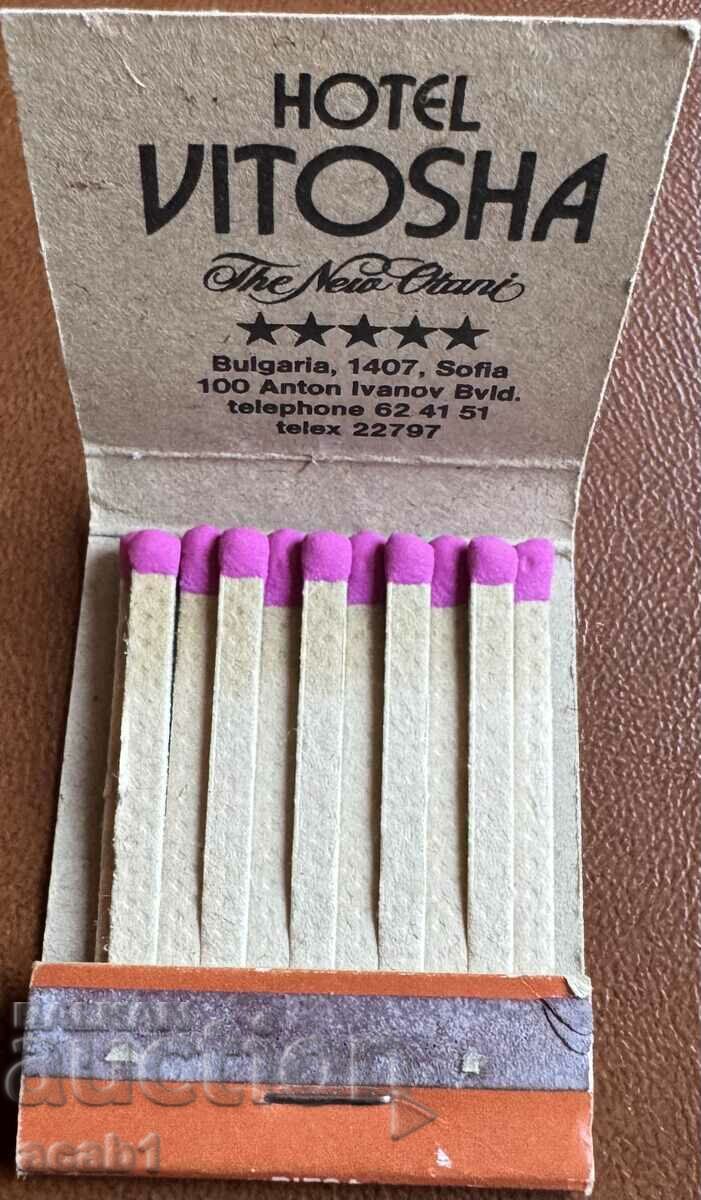 HOTEL
VITOSHA
The New Otani
★★★★★
Bulgaria, 1407, Sofia
100 Anton Ivanov Bvld.
telephone 62 41 51
telex 22797
BALKAN
auction
acab1